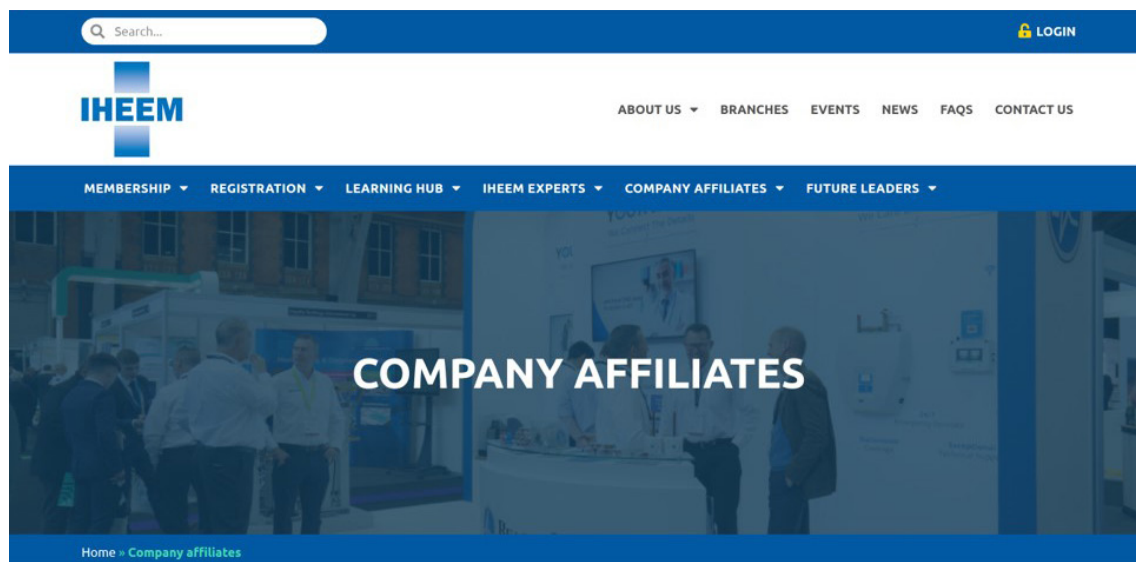 Search...
LOGIN
IHEEM
ABOUT US BRANCHES EVENTS NEWS FAQS CONTACT US
MEMBERSHIP REGISTRATION LEARNING HUB IHEEM EXPERTS COMPANY AFFILIATES FUTURE LEADERS
COMPANY AFFILIATES
Home » Company affiliates